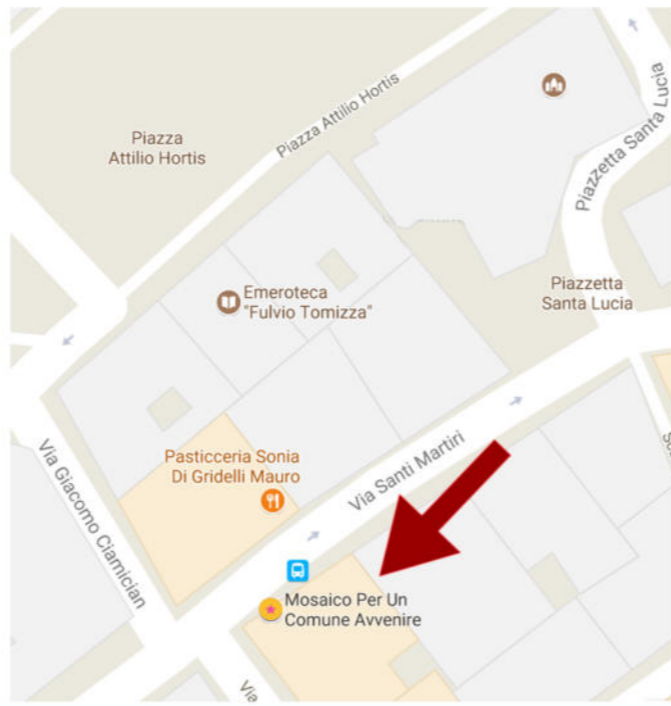 Piazza
Attilio Hortis
Piazza Attilio Hortis
Piazzetta Santa Lucia
Piazzetta
Santa Lucia
Emeroteca
"Fulvio Tomizza"
Pasticceria Sonia
Di Gridelli Mauro
Via Santi Martiri
Via Giacomo Ciamician
Mosaico Per Un
Comune Avvenire
Via